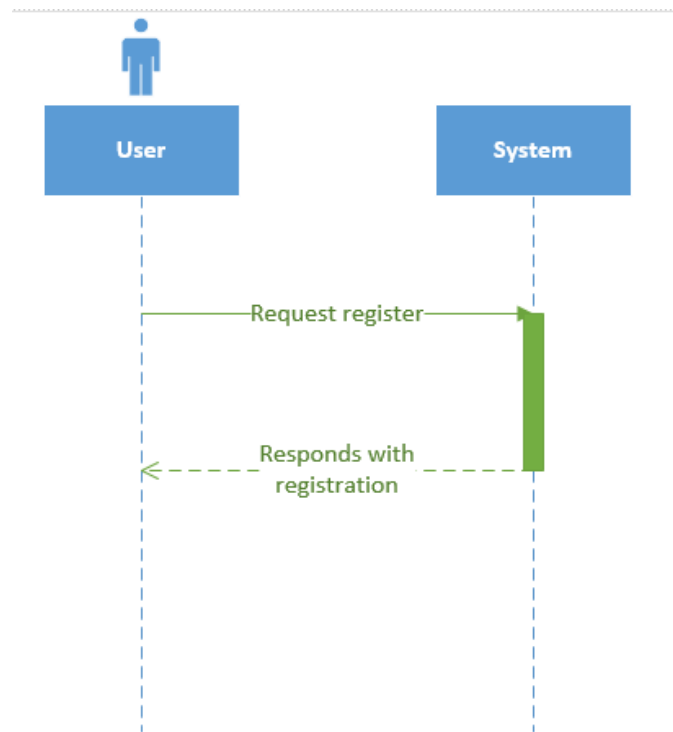 User
System
Request register
Responds with
registration